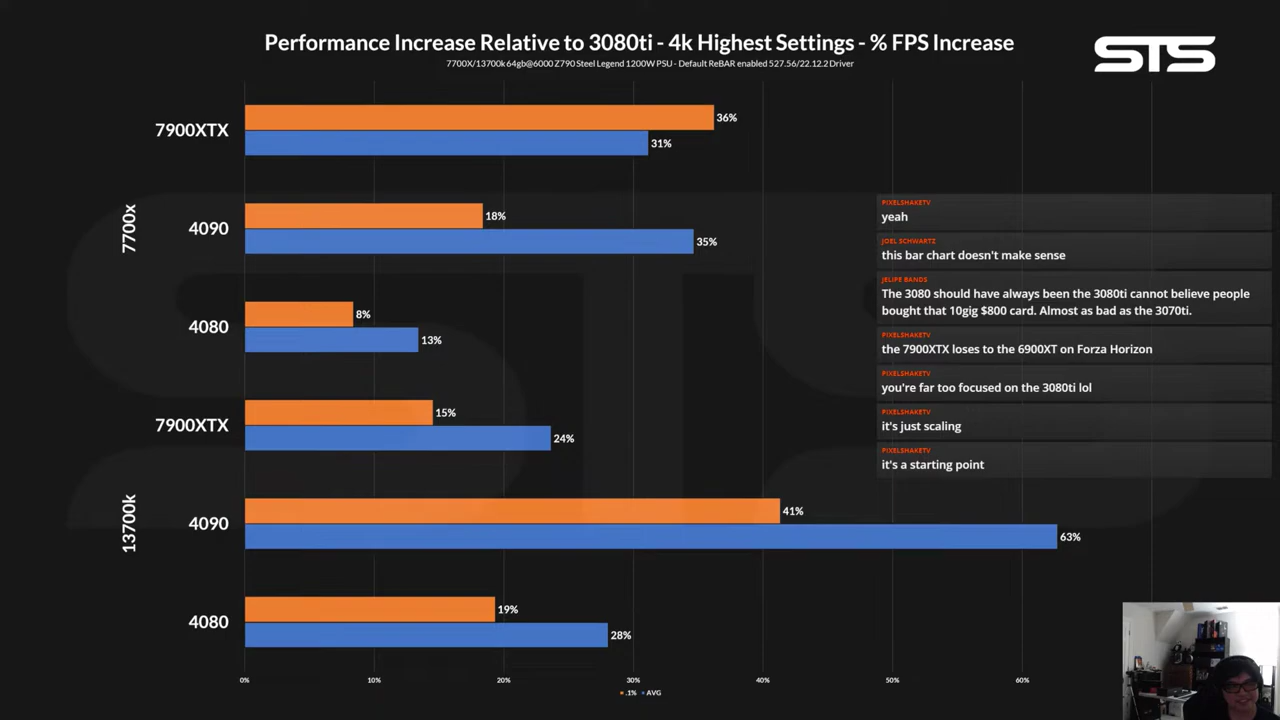 Performance Increase Relative to 3080ti - 4k Highest Settings - % FPS Increase
7700X/13700k 64gb@6000 Z790 Steel Legend 1200W PSU - Default ReBAR enabled 527.56/22.12.2 Driver
STS
7700x
7900XTX
36%
31%
4090
18%
35%
4080
8%
13%
13700k
7900XTX
15%
24%
4090
41%
63%
4080
19%
28%
0%
10%
20%
30%
40%
50%
60%
.1%
AVG
PIXELSHAKETV
yeah
JOEL SCHWARTZ
this bar chart doesn't make sense
JELIFE BANDS
The 3080 should have always been the 3080ti cannot believe people
bought that 10gig $800 card. Almost as bad as the 3070ti.
PIXELSHAKETV
the 7900XTX loses to the 6900XT on Forza Horizon
PIXELSHAKETV
you're far too focused on the 3080ti lol
PIXELSHAKETV
it's just scaling
PIXELSHAKETV
it's a starting point